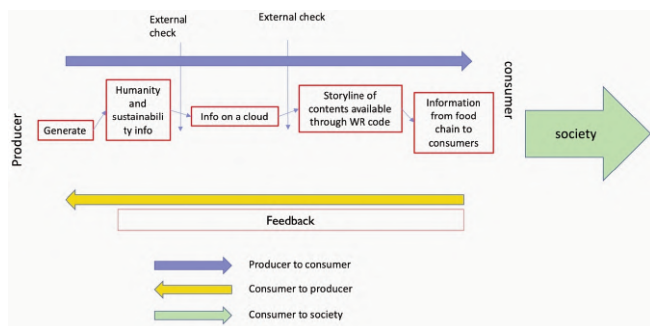 External
check
External check
Producer
Generate
Humanity
and
sustainabili
ty info
Info on a cloud
Storyline of
contents available
through WR code
Information
from food
chain to
consumers
consumer
society
Feedback
Producer to consumer
Consumer to producer
Consumer to society